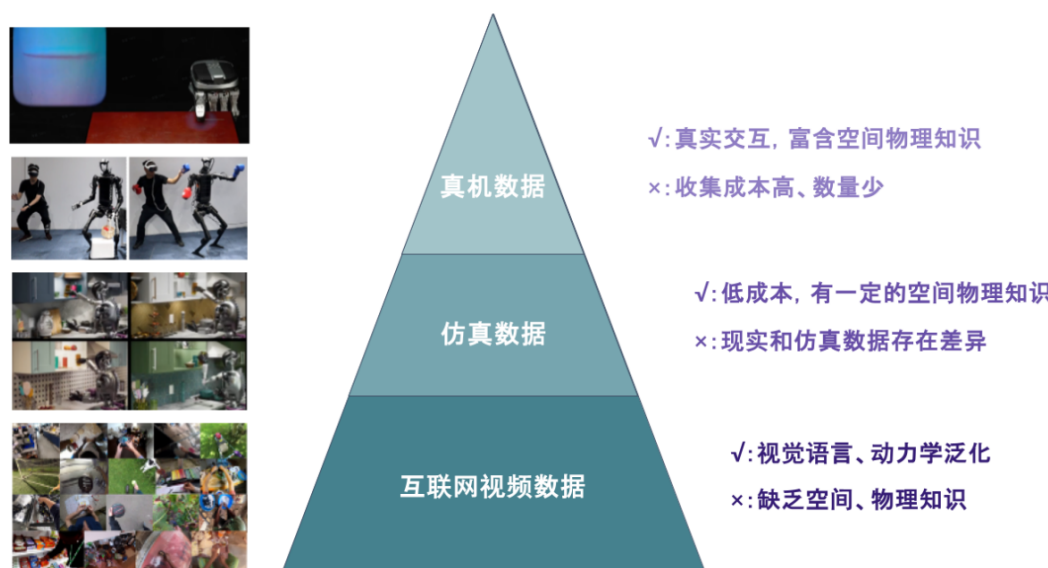 真机数据
√:真实交互, 富含空间物理知识
×:收集成本高、数量少
仿真数据
√:低成本, 有一定的空间物理知识
×:现实和仿真数据存在差异
互联网视频数据
√:视觉语言、动力学泛化
×:缺乏空间、物理知识